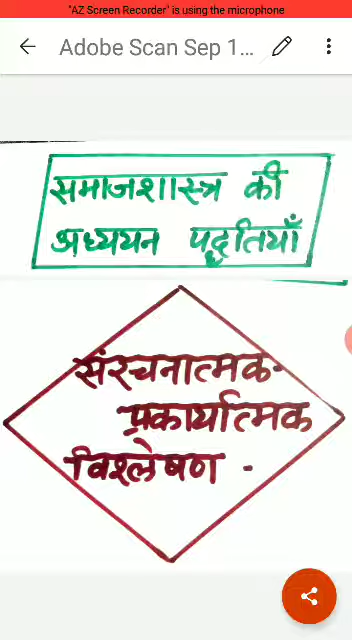 "AZ Screen Recorder" is using the microphone
Adobe Scan Sep 1...
समाजशास्त्र की
अध्ययन पद्धतियाँ
संरचनात्मक-
प्रकार्यात्मक
विश्लेषण -